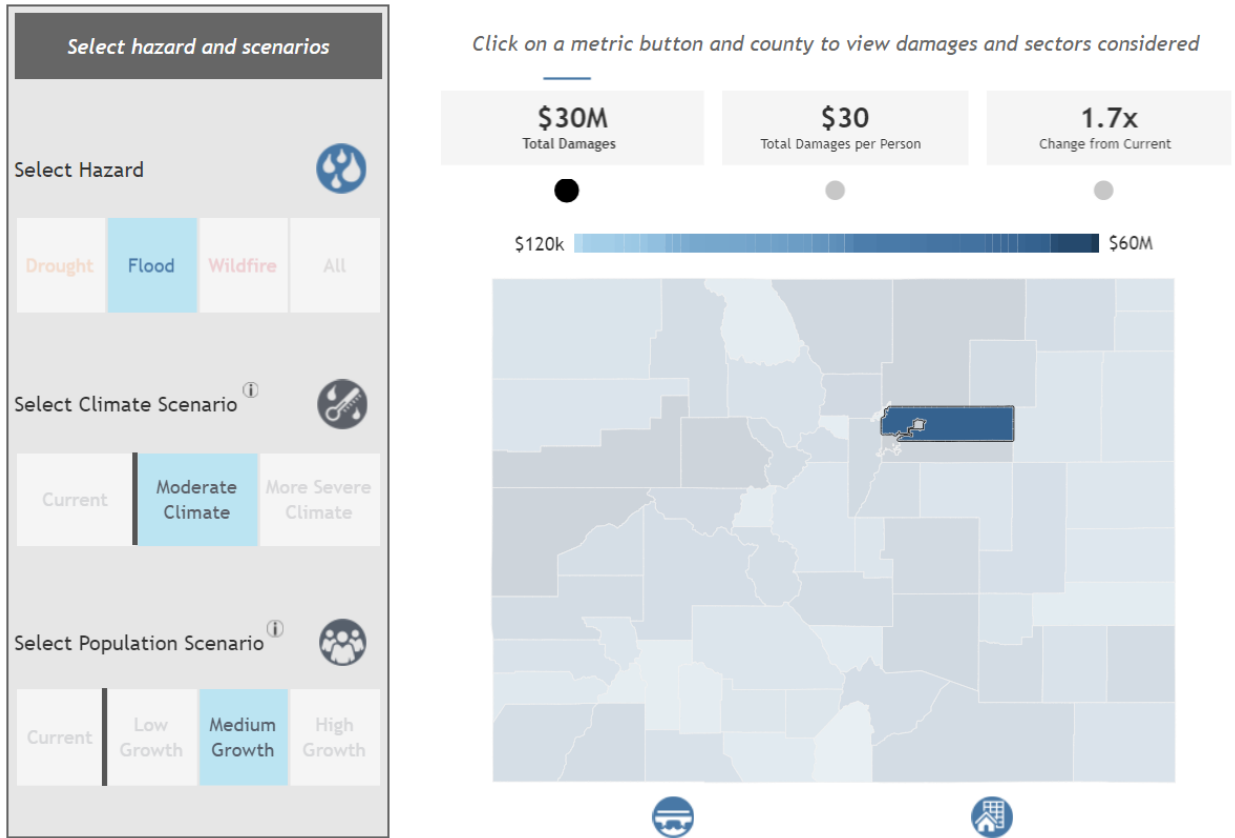 Select hazard and scenarios
Click on a metric button and county to view damages and sectors considered
$30M
Total Damages
$30
Total Damages per Person
1.7x
Change from Current
Select Hazard
Drought
Flood
Wildfire
All
$120k
$60M
Select Climate Scenario i
Current
Moderate
Climate
More Severe
Climate
Select Population Scenario i
Current
Low
Growth
Medium
Growth
High
Growth